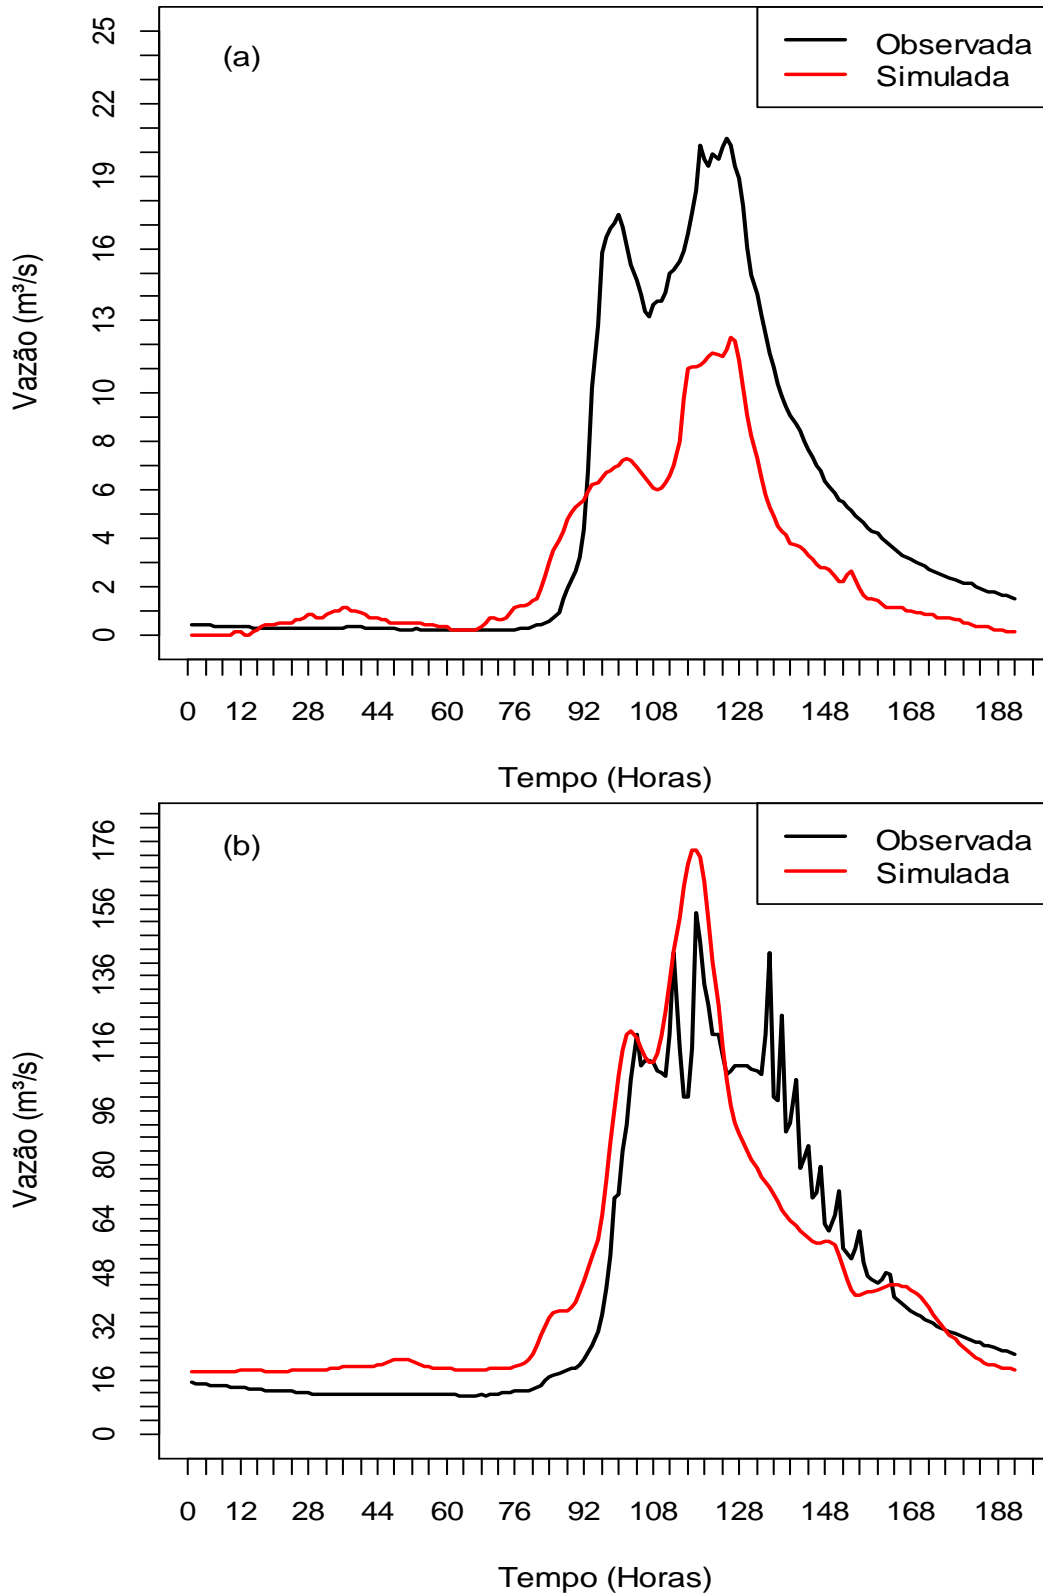 (a)
Observada
Simulada
25
22
19
16
13
10
8
6
4
2
0
Vazão (m³/s)
0 12 28 44 60 76 92 108 128 148 168 188
Tempo (Horas)
(b)
Observada
Simulada
176
156
136
116
96
80
64
48
32
16
0
Vazão (m³/s)
0 12 28 44 60 76 92 108 128 148 168 188
Tempo (Horas)